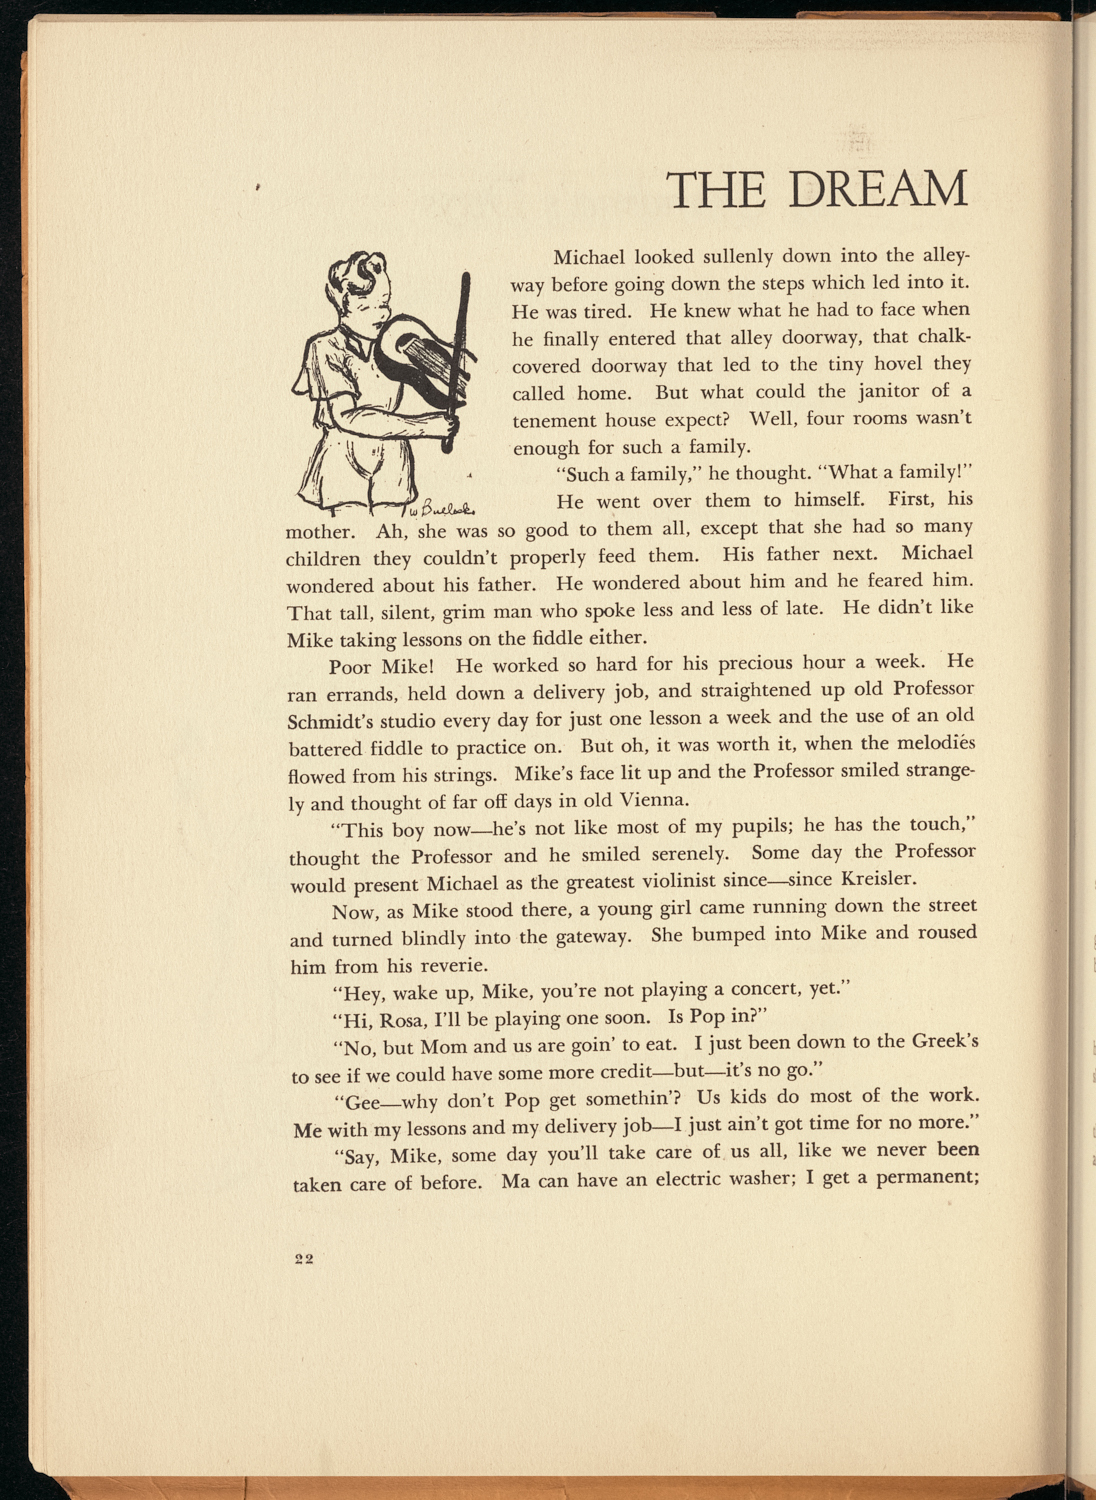 THE DREAM
Michael looked sullenly down into the alley-
way before going down the steps which led into it.
He was tired. He knew what he had to face when
he finally entered that alley doorway, that chalk-
covered doorway that led to the tiny hovel they
called home. But what could the janitor of a
tenement house expect? Well, four rooms wasn't
enough for such a family.
“Such a family,” he thought. “What a family!”
He went over them to himself. First, his
mother. Ah, she was so good to them all, except that she had so many
children they couldn't properly feed them. His father next. Michael
wondered about his father. He wondered about him and he feared him.
That tall, silent, grim man who spoke less and less of late. He didn't like
Mike taking lessons on the fiddle either.
Poor Mike! He worked so hard for his precious hour a week. He
ran errands, held down a delivery job, and straightened up old Professor
Schmidt's studio every day for just one lesson a week and the use of an old
battered fiddle to practice on. But oh, it was worth it, when the melodies
flowed from his strings. Mike's face lit up and the Professor smiled strange-
ly and thought of far off days in old Vienna.
“This boy now—he's not like most of my pupils; he has the touch,”
thought the Professor and he smiled serenely. Some day the Professor
would present Michael as the greatest violinist since—since Kreisler.
Now, as Mike stood there, a young girl came running down the street
and turned blindly into the gateway. She bumped into Mike and roused
him from his reverie.
“Hey, wake up, Mike, you're not playing a concert, yet.”
“Hi, Rosa, I'll be playing one soon. Is Pop in?”
“No, but Mom and us are goin' to eat. I just been down to the Greek's
to see if we could have some more credit—but—it's no go.”
“Gee—why don't Pop get somethin'? Us kids do most of the work.
Me with my lessons and my delivery job—I just ain't got time for no more.”
“Say, Mike, some day you'll take care of us all, like we never been
taken care of before. Ma can have an electric washer; I get a permanent;
22